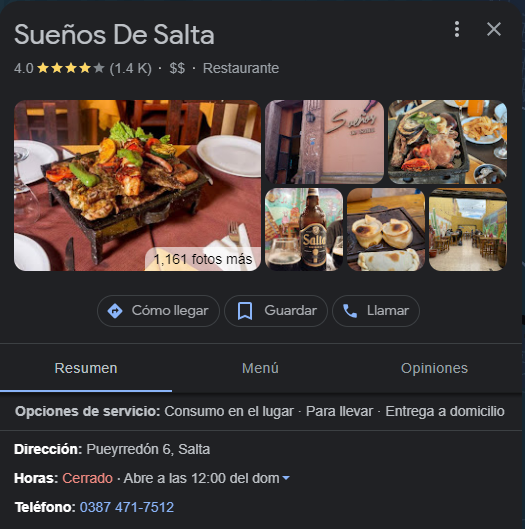 Sueños De Salta
4.0 (1.4 K) · $$ · Restaurante
Sueños
Salta
1,161 fotos más
Cómo llegar
Guardar
Llamar
Resumen
Menú
Opiniones
Opciones de servicio: Consumo en el lugar · Para llevar · Entrega a domicilio
Dirección: Pueyrredón 6, Salta
Horas: Cerrado · Abre a las 12:00 del dom
Teléfono: 0387 471-7512